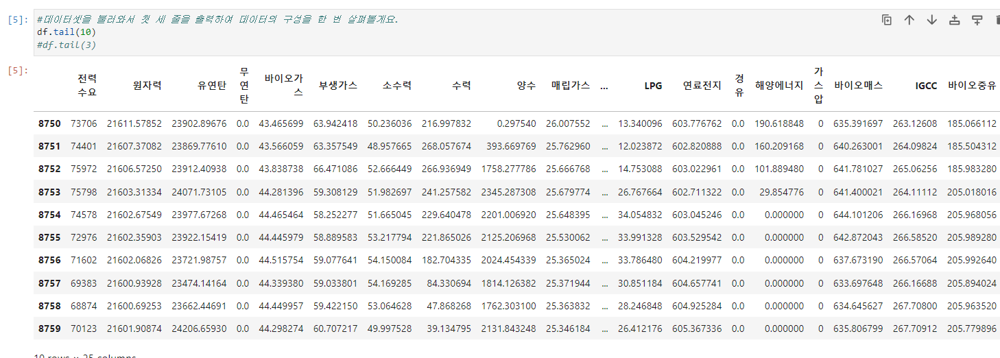 [5]: #데이터셋을 불러와서 첫 세 줄을 출력하여 데이터의 구성을 한 번 살펴볼게요.
df.tail(10)
#df.tail(3)
[5]:
전력수요 원자력 유연탄 무연탄 바이오가스 부생가스 소수력 수력 양수 매립가스 ... LPG 연료전지 경유 해양에너지 가스압 바이오매스 IGCC 바이오중유
8750 73706 21611.57852 23902.89676 0.0 43.465699 63.942418 50.236036 216.997832 0.297540 26.007552 ... 13.340096 603.776762 0.0 190.618848 0 635.391697 263.12608 185.066112
8751 74401 21607.37082 23869.77610 0.0 43.566059 63.357549 48.957665 268.057674 393.669769 25.762960 ... 12.023872 602.820888 0.0 160.209168 0 640.263001 264.09824 185.504312
8752 75972 21606.57250 23912.40938 0.0 43.838738 66.471086 52.666449 266.936949 1758.277786 25.666768 ... 14.753088 603.022961 0.0 101.889480 0 641.781027 265.06256 185.983280
8753 75798 21603.31334 24071.73105 0.0 44.281396 59.308129 51.982697 241.257582 2345.287308 25.679774 ... 26.767664 602.711322 0.0 29.854776 0 641.400021 264.11112 205.018016
8754 74578 21602.67549 23977.67268 0.0 44.465464 58.252277 51.665045 229.640478 2201.006920 25.648395 ... 34.054832 603.045246 0.0 0.000000 0 644.101206 266.16968 205.968056
8755 72976 21602.35903 23922.15419 0.0 44.445979 58.889583 53.217794 221.865026 2125.206968 25.530062 ... 33.991328 603.529542 0.0 0.000000 0 642.872043 266.58520 205.989280
8756 71602 21602.06826 23721.98757 0.0 44.515754 59.077641 54.150084 182.704335 2024.454339 25.365024 ... 33.786480 604.219977 0.0 0.000000 0 637.673190 266.57064 205.992640
8757 69383 21600.93928 23474.14164 0.0 44.339380 59.033801 54.169285 84.330694 1814.126382 25.371944 ... 30.851184 604.657741 0.0 0.000000 0 633.697648 266.16688 205.894024
8758 68874 21600.69253 23662.44691 0.0 44.449957 59.422150 53.064628 47.868268 1762.303100 25.363832 ... 28.246848 604.925284 0.0 0.000000 0 634.645627 267.70800 205.963520
8759 70123 21601.90874 24206.65930 0.0 44.298274 60.707217 49.997528 39.134795 2131.843248 25.346184 ... 26.412176 605.367336 0.0 0.000000 0 635.806799 267.70912 205.779896
10 rows × 25 columns